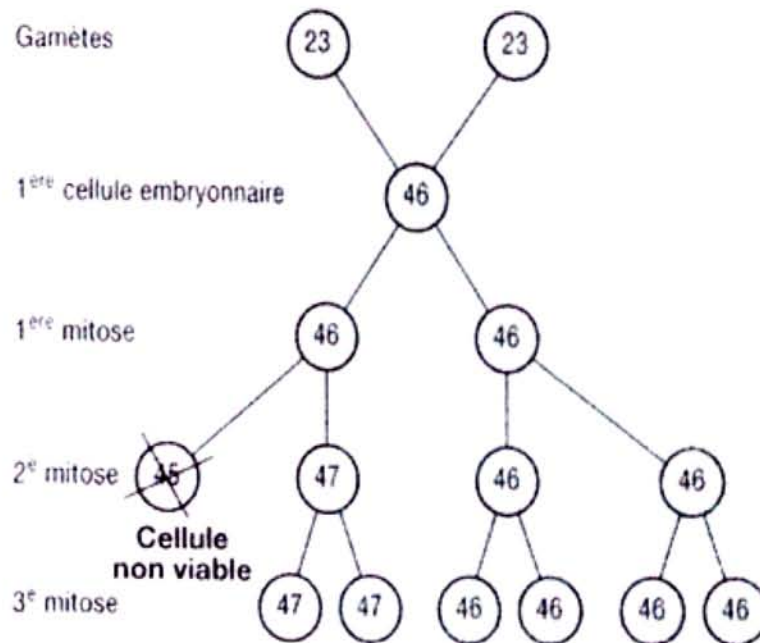 Gamètes
23 23
1ère cellule embryonnaire
46
1ère mitose
46 46
2e mitose
45 47 46 46
Cellule
non viable
3e mitose
47 47 46 46 46 46